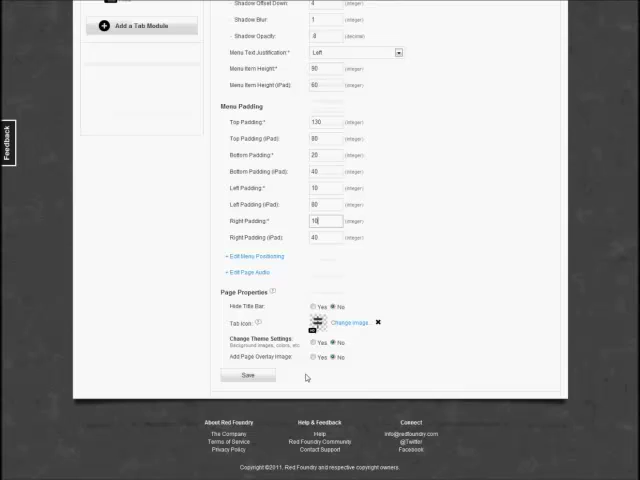 - Shadow Offset Down: 4 (integer)
- Shadow Blur: 1 (integer)
Add a Tab Module
- Shadow Opacity: .8 (decimal)
Menu Text Justification:* Left
Menu Item Height:* 90 (integer)
Menu Item Height (iPad): 60 (integer)
Menu Padding
Top Padding:* 130 (integer)
Top Padding (iPad) 80 (integer)
Feedback
Bottom Padding:* 20 (integer)
Bottom Padding (iPad): 40 (integer)
Left Padding:* 10 (integer)
Left Padding (iPad): 80 (integer)
Right Padding:* 10 (integer)
Right Padding (iPad) 40 (integer)
+ Edit Menu Positioning
+ Edit Page Audio
Page Properties ?
Hide Title Bar: Yes No
Tab Icon: ? Change Image.. ✖
Change Theme Settings: Yes No
Background images, colors, etc.
Add Page Overlay Image: Yes No
Save
About Red Foundry Help & Feedback Connect
The Company Help info@redfoundry.com
Terms of Service Red Foundry Community @Twitter
Privacy Policy Contact Support Facebook
Copyright ©2011. Red Foundry and respective copyright owners.